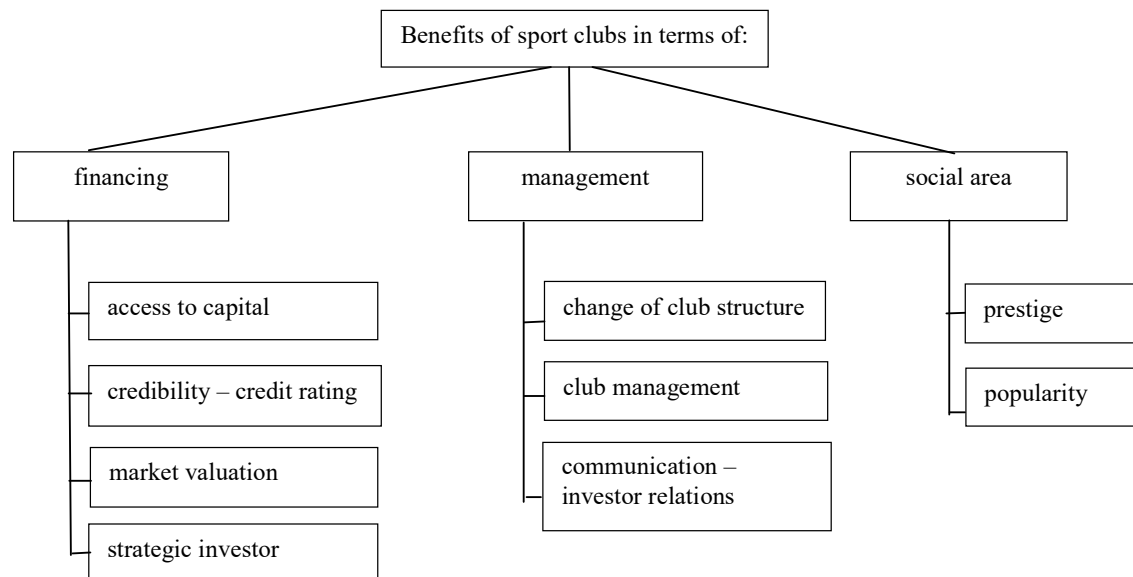 Benefits of sport clubs in terms of:
financing
management
social area
access to capital
credibility – credit rating
market valuation
strategic investor
change of club structure
club management
communication –
investor relations
prestige
popularity